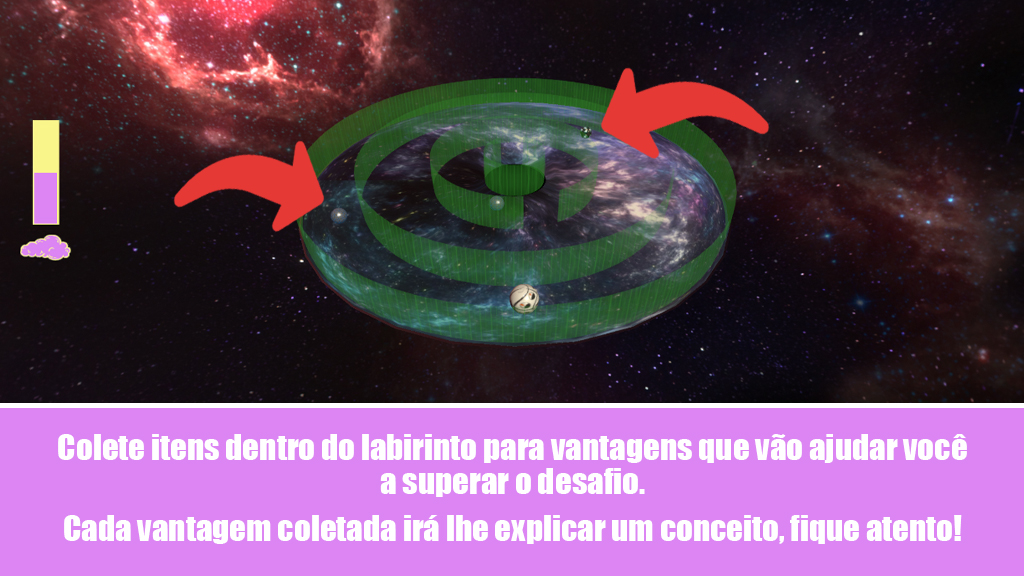 Colete itens dentro do labirinto para vantagens que vão ajudar você
a superar o desafio.
Cada vantagem coletada irá lhe explicar um conceito, fique atento!